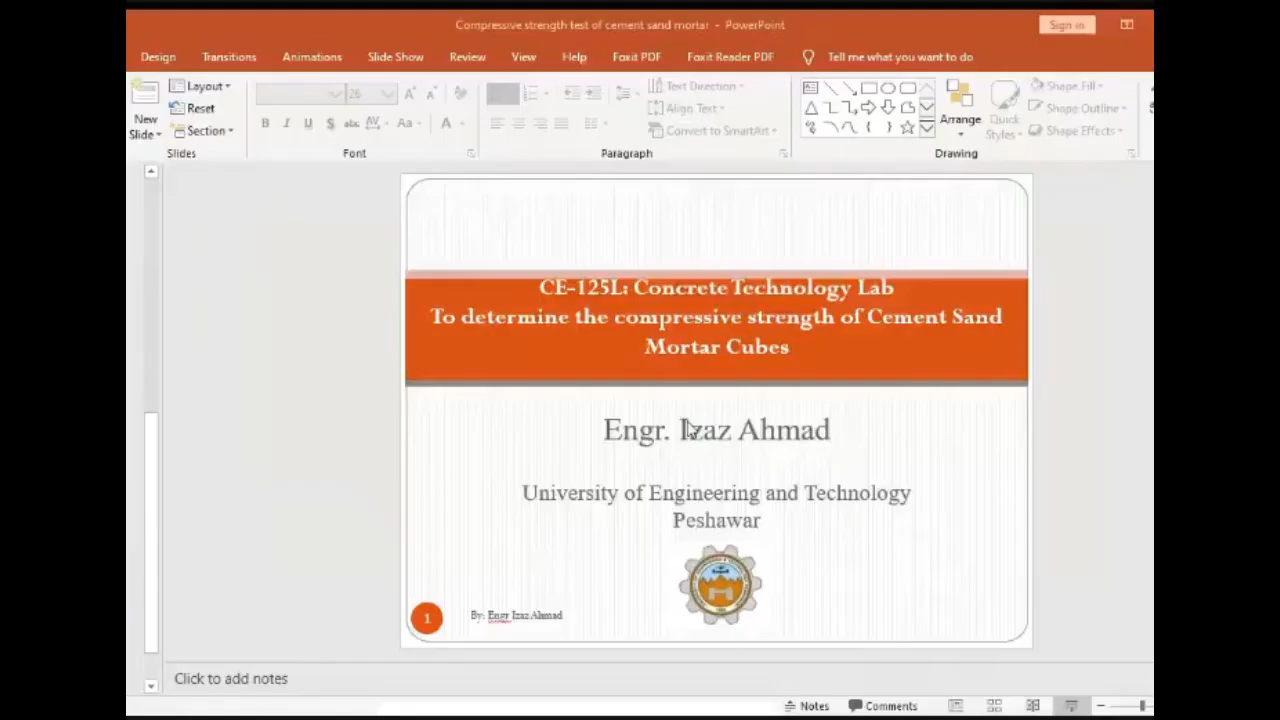 Compressive strength test of cement sand mortar - PowerPoint
Sign in
Design Transitions Animations Slide Show Review View Help Foxit PDF Foxit Reader PDF Tell me what you want to do
New Slide
Layout
Reset
Section
Slides
26
B I U S abc AV Aa A
Font
Text Direction
Align Text
Convert to SmartArt
Paragraph
Arrange
Quick Styles
Shape Fill
Shape Outline
Shape Effects
Drawing
CE-125L: Concrete Technology Lab
To determine the compressive strength of Cement Sand
Mortar Cubes
Engr. Izaz Ahmad
University of Engineering and Technology
Peshawar
1
By: Engr Izaz Ahmad
Click to add notes
Notes Comments